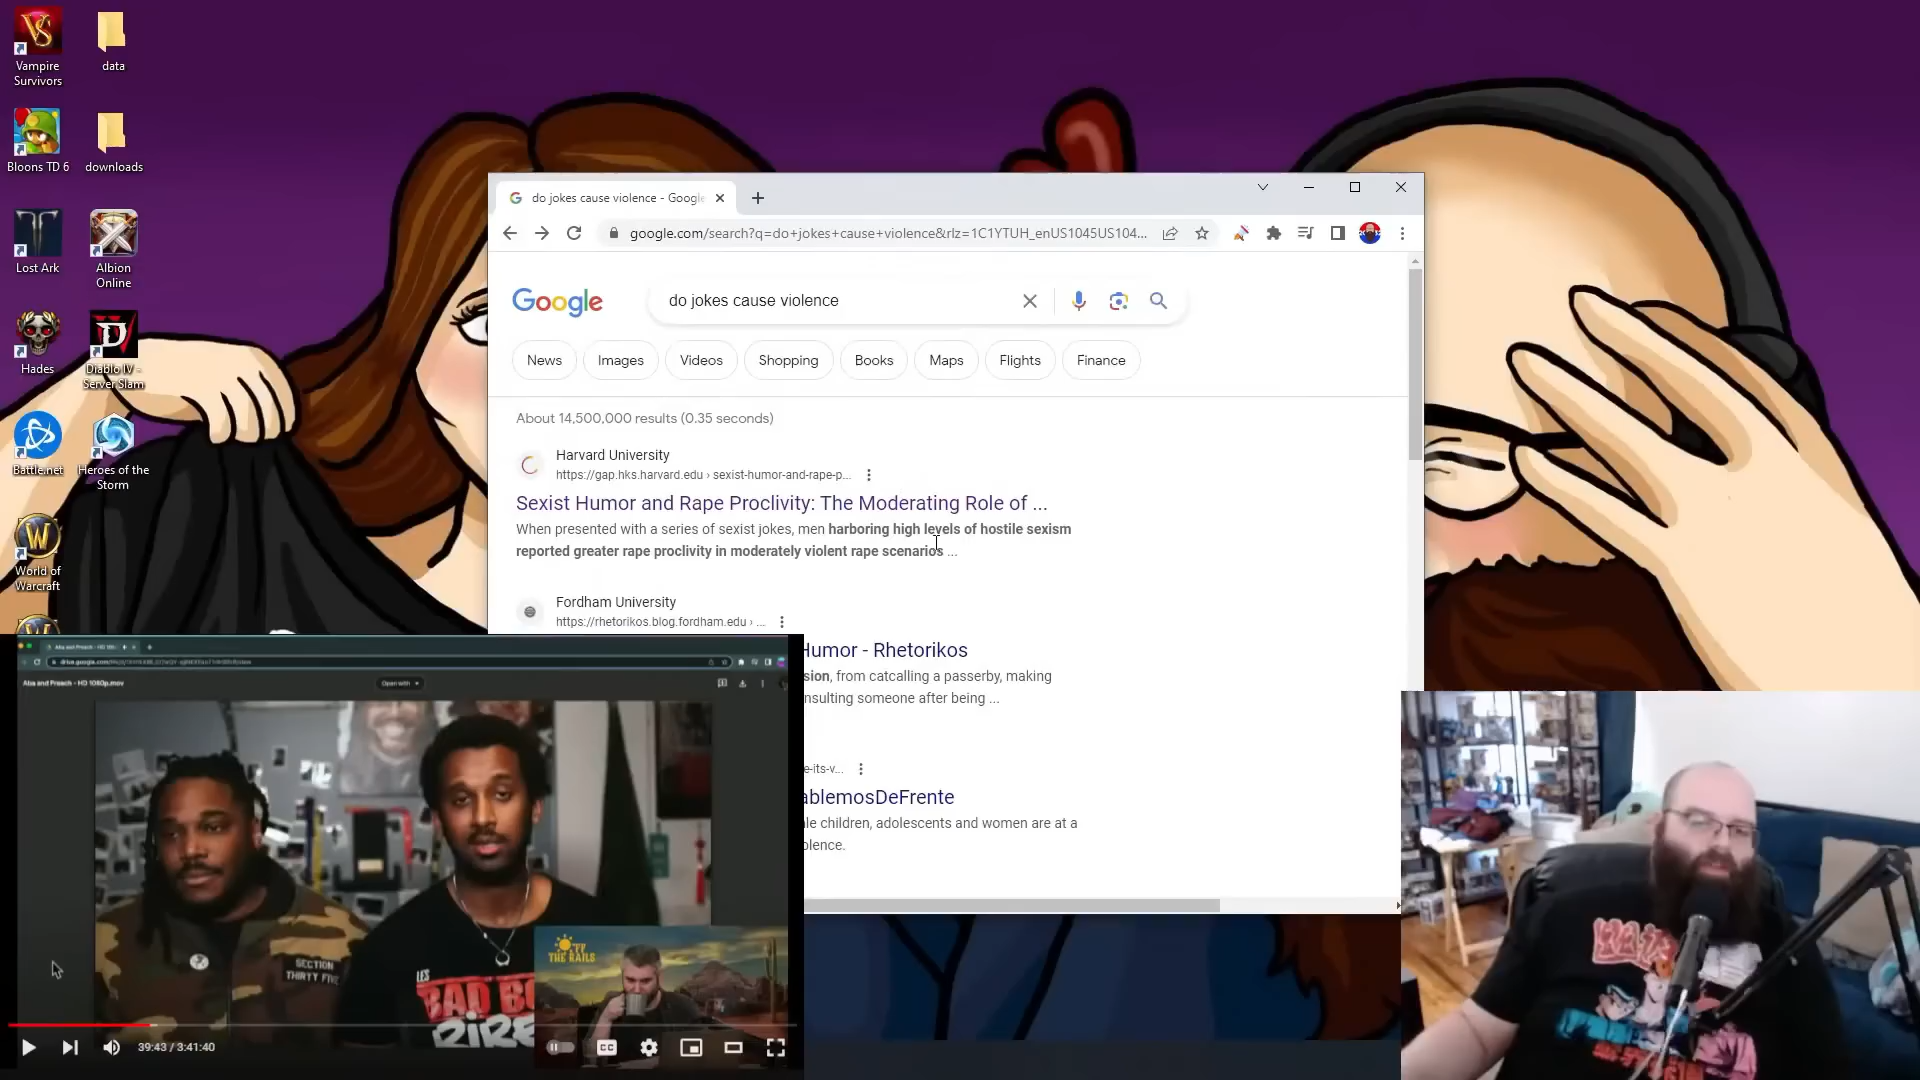 Vampire
Survivors
data
Bloons TD 6
downloads
Lost Ark
Albion
Online
Hades
Diablo IV -
Server Slam
Battle.net
Heroes of the
Storm
World of
Warcraft
do jokes cause violence - Google
google.com/search?q=do+jokes+cause+violence&rlz=1C1YTUH_enUS1045US104...
Google
do jokes cause violence
News
Images
Videos
Shopping
Books
Maps
Flights
Finance
About 14,500,000 results (0.35 seconds)
Harvard University
https://gap.hks.harvard.edu › sexist-humor-and-rape-p...
Sexist Humor and Rape Proclivity: The Moderating Role of ...
When presented with a series of sexist jokes, men harboring high levels of hostile sexism
reported greater rape proclivity in moderately violent rape scenarios ...
Fordham University
https://rhetorikos.blog.fordham.edu › ...
Humor - Rhetorikos
sion, from catcalling a passerby, making
nsulting someone after being ...
e-its-v...
ablemosDeFrente
le children, adolescents and women are at a
olence.
Aba and Preach - HD 1080p.mov
Open with
SECTION
THIRTY FIVE
LES
BAD BO
OFF
THE RAILS
39:43 / 3:41:40
CC